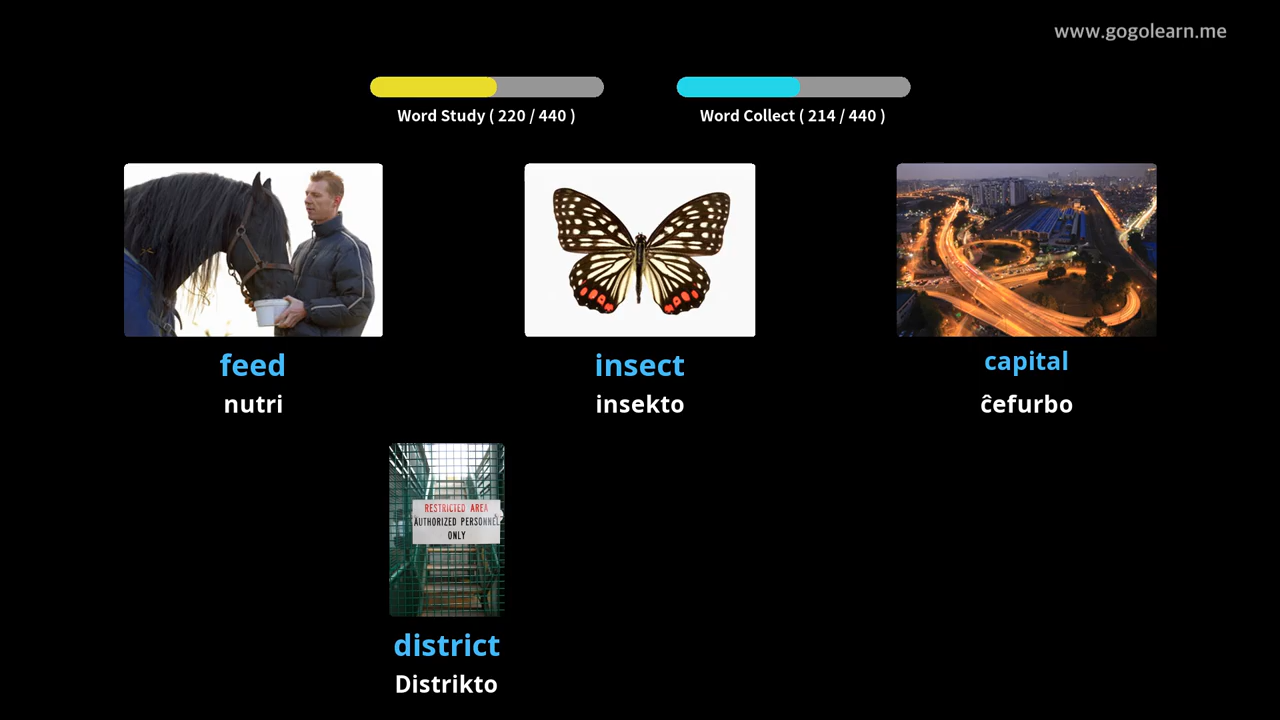 www.gogolearn.me
Word Study ( 220 / 440 )
Word Collect ( 214 / 440 )
feed
nutri
insect
insekto
capital
ĉefurbo
RESTRICTED AREA
AUTHORIZED PERSONNEL
ONLY
district
Distrikto